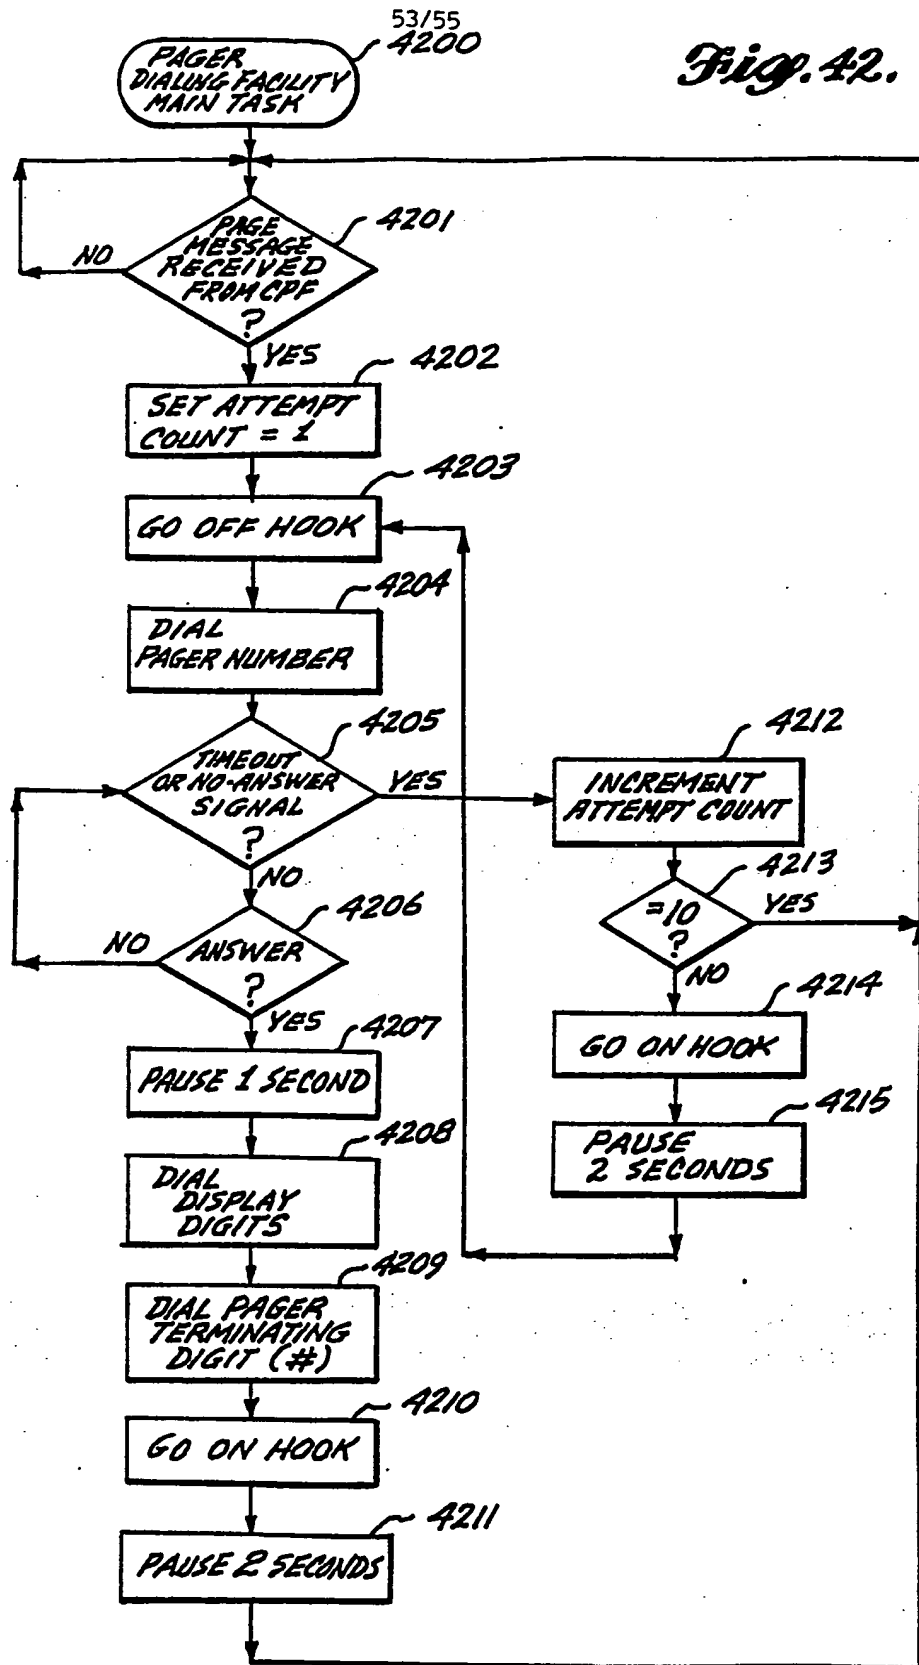 53/55
4200
Fig. 42.
PAGER
DIALING FACILITY
MAIN TASK
4201
PAGE
MESSAGE
RECEIVED
FROM CPF
?
NO
YES
4202
SET ATTEMPT
COUNT = 1
4203
GO OFF HOOK
4204
DIAL
PAGER NUMBER
4205
TIMEOUT
OR NO-ANSWER
SIGNAL
?
YES
NO
4206
ANSWER
?
NO
YES
4207
PAUSE 1 SECOND
4208
DIAL
DISPLAY
DIGITS
4209
DIAL PAGER
TERMINATING
DIGIT (#)
4210
GO ON HOOK
4211
PAUSE 2 SECONDS
4212
INCREMENT
ATTEMPT COUNT
4213
=10
?
YES
NO
4214
GO ON HOOK
4215
PAUSE
2 SECONDS